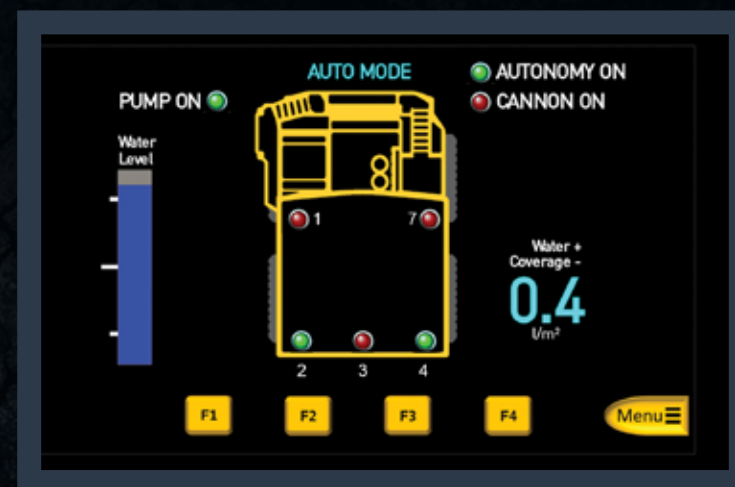 AUTO MODE
AUTONOMY ON
PUMP ON
CANNON ON
Water
Level
1
7
Water +
Coverage -
0.4
l/m²
2
3
4
F1
F2
F3
F4
Menu